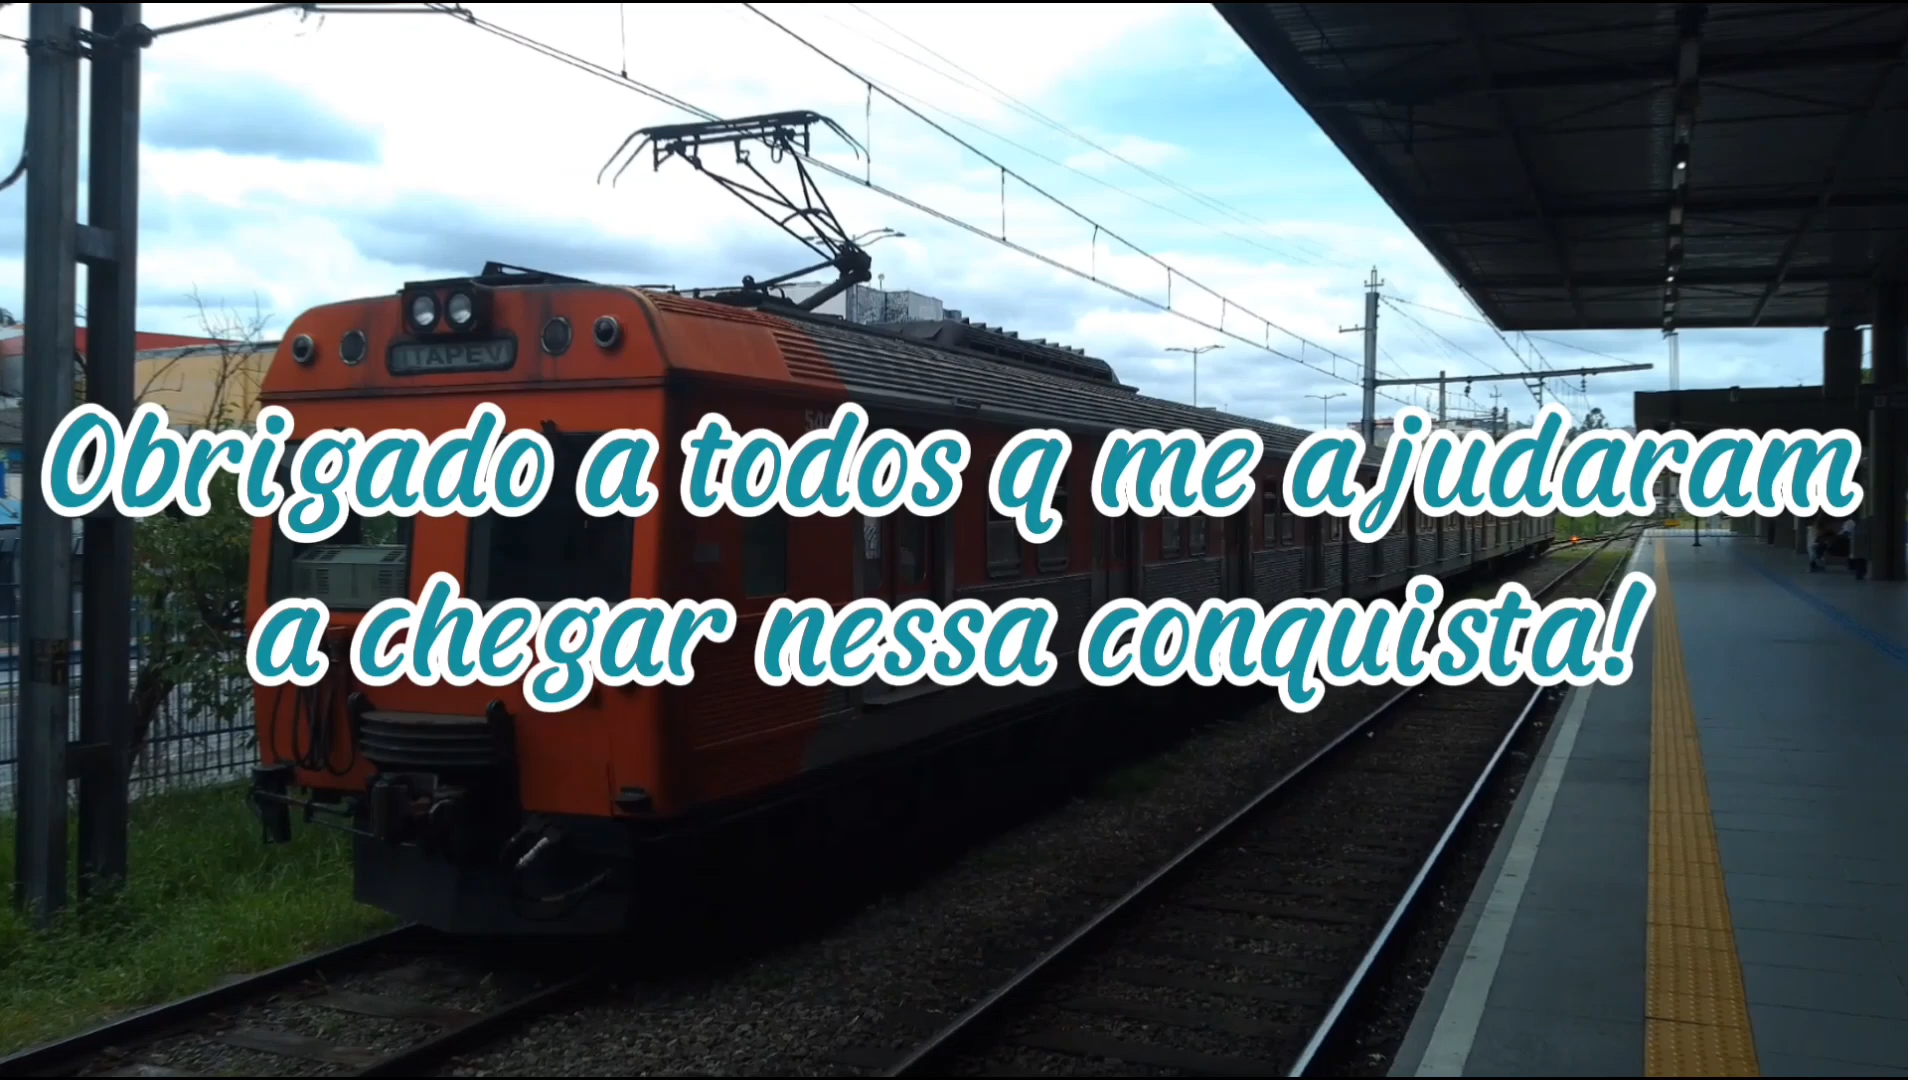 ITAPEVI
Obrigado a todos q me ajudaram
a chegar nessa conquista!